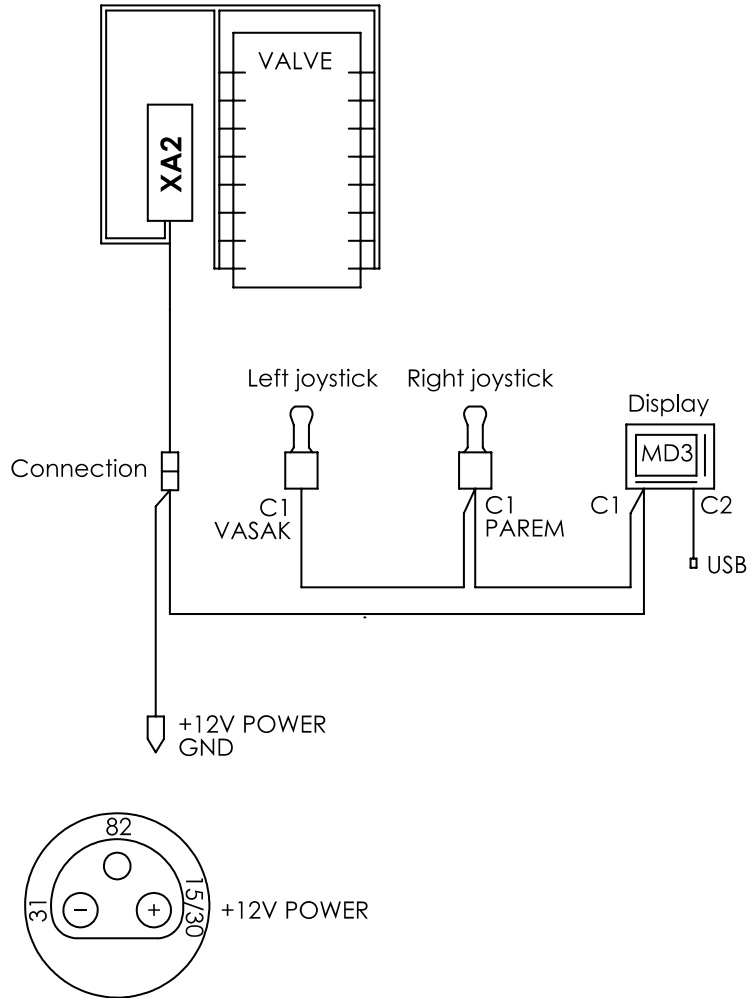 VALVE
XA2
Left joystick
Right joystick
Display
MD3
Connection
C1
VASAK
C1
PAREM
C1
C2
USB
+12V POWER
GND
82
31
15/30
− +
+12V POWER